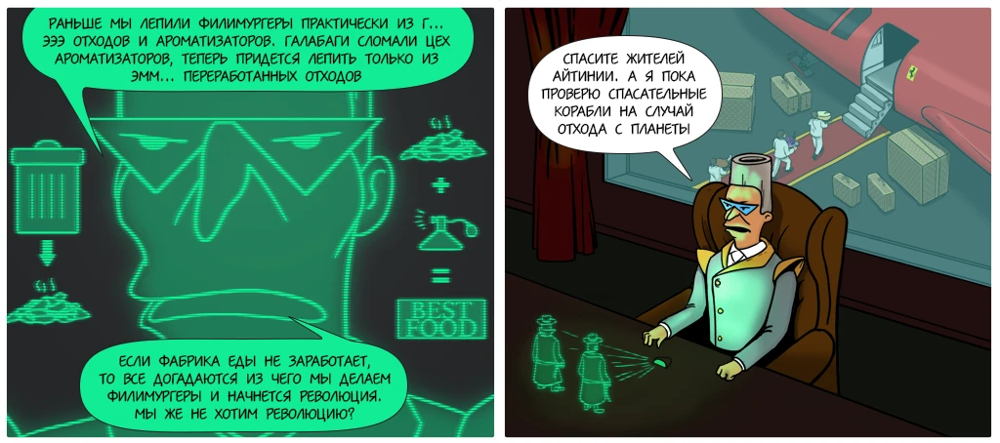 РАНЬШЕ МЫ ЛЕПИЛИ ФИЛИМУРГЕРЫ ПРАКТИЧЕСКИ ИЗ Г...
ЭЭЭ ОТХОДОВ И АРОМАТИЗАТОРОВ. ГАЛАБАГИ СЛОМАЛИ ЦЕХ
АРОМАТИЗАТОРОВ, ТЕПЕРЬ ПРИДЕТСЯ ЛЕПИТЬ ТОЛЬКО ИЗ
ЭММ... ПЕРЕРАБОТАННЫХ ОТХОДОВ
+
=
BEST
FOOD
ЕСЛИ ФАБРИКА ЕДЫ НЕ ЗАРАБОТАЕТ,
ТО ВСЕ ДОГАДАЮТСЯ ИЗ ЧЕГО МЫ ДЕЛАЕМ
ФИЛИМУРГЕРЫ И НАЧНЕТСЯ РЕВОЛЮЦИЯ.
МЫ ЖЕ НЕ ХОТИМ РЕВОЛЮЦИЮ?
СПАСИТЕ ЖИТЕЛЕЙ
АЙТИНИИ. А Я ПОКА
ПРОВЕРЮ СПАСАТЕЛЬНЫЕ
КОРАБЛИ НА СЛУЧАЙ
ОТХОДА С ПЛАНЕТЫ